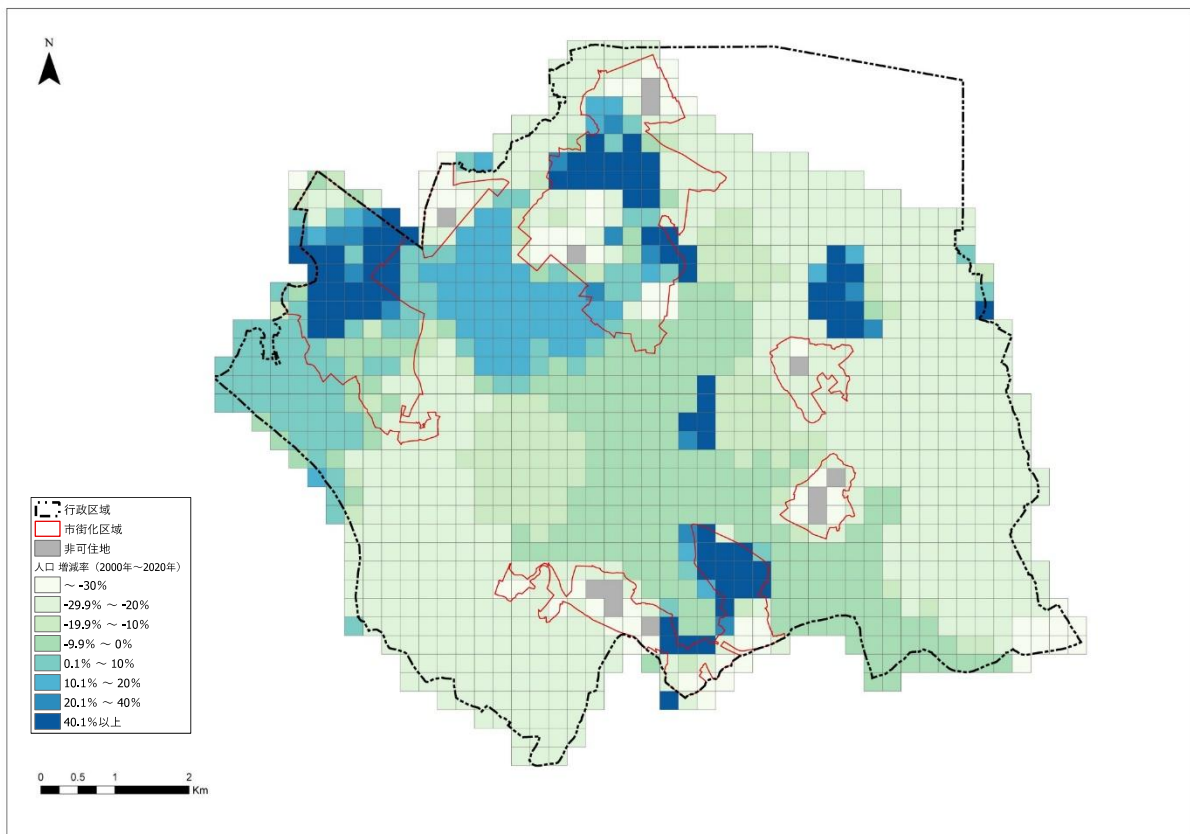 N
行政区域
市街化区域
非可住地
人口 増減率（2000年～2020年）
～ -30%
-29.9% ～ -20%
-19.9% ～ -10%
-9.9% ～ 0%
0.1% ～ 10%
10.1% ～ 20%
20.1% ～ 40%
40.1%以上
0 0.5 1 2
Km